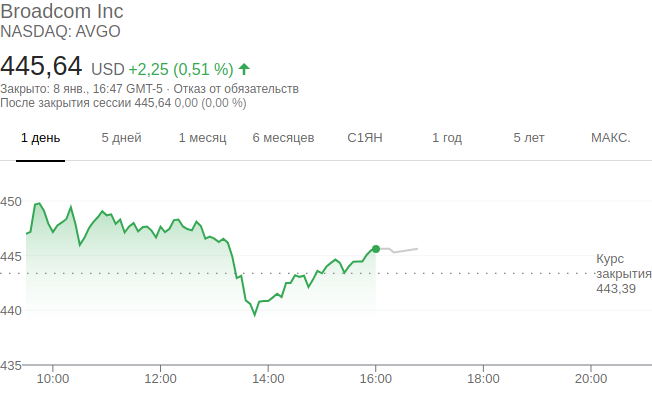 Broadcom Inc
NASDAQ: AVGO
445,64 USD +2,25 (0,51 %)
Закрыто: 8 янв., 16:47 GMT-5 · Отказ от обязательств
После закрытия сессии 445,64 0,00 (0,00 %)
1 день 5 дней 1 месяц 6 месяцев С1ЯН 1 год 5 лет МАКС.
450
445
Курс
закрытия
443,39
440
435
10:00 12:00 14:00 16:00 18:00 20:00